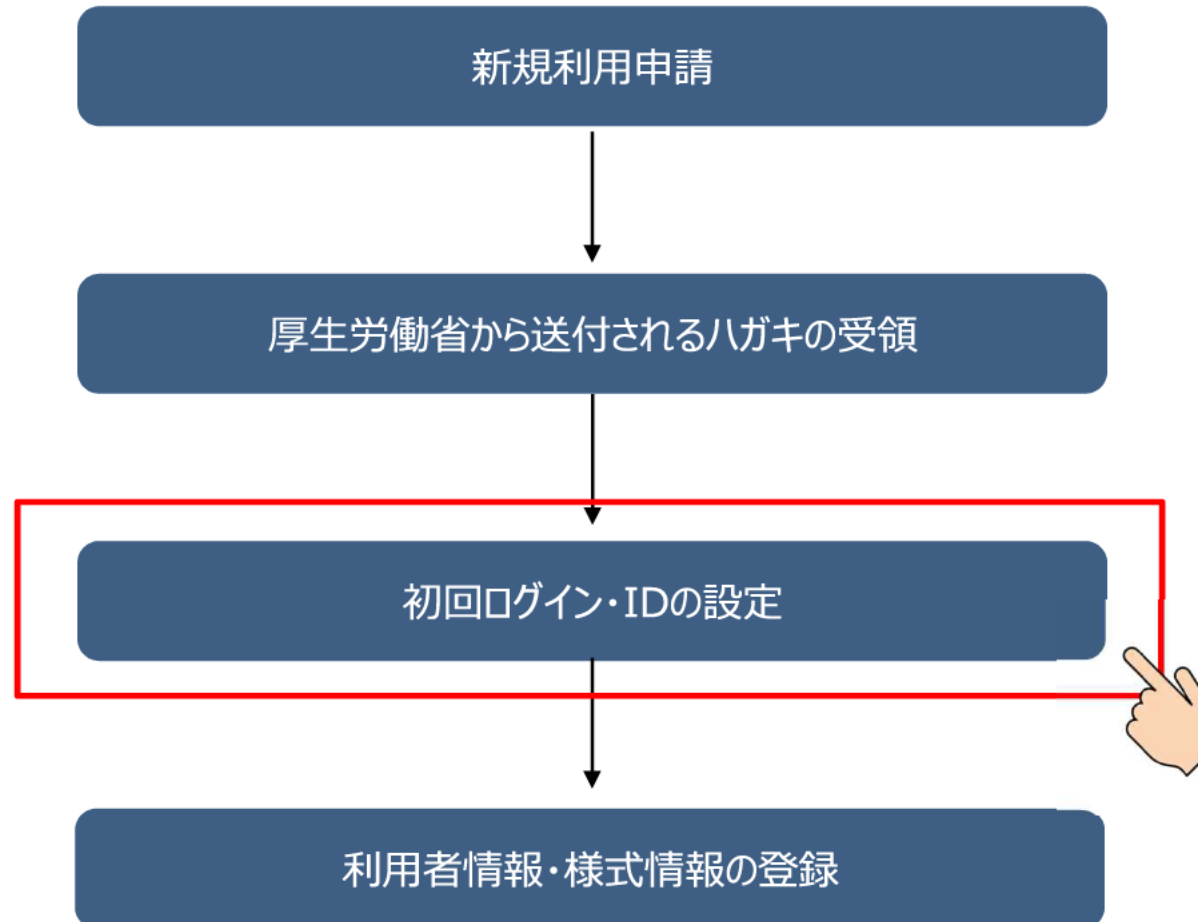 新規利用申請
厚生労働省から送付されるハガキの受領
初回ログイン・IDの設定
利用者情報・様式情報の登録